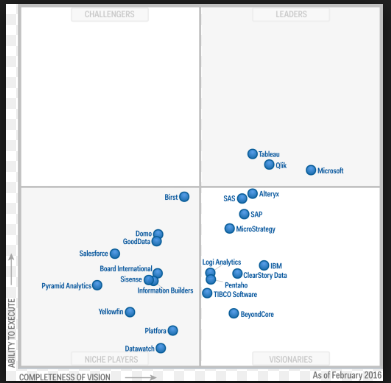 CHALLENGERS
LEADERS
Tableau
Qlik
Microsoft
Birst
SAS
Alteryx
SAP
MicroStrategy
Domo
GoodData
Salesforce
Logi Analytics
IBM
Board International
ClearStory Data
Sisense
Pentaho
Pyramid Analytics
Information Builders
TIBCO Software
Yellowfin
BeyondCore
Platfora
Datawatch
NICHE PLAYERS
VISIONARIES
ABILITY TO EXECUTE
COMPLETENESS OF VISION
As of February 2016